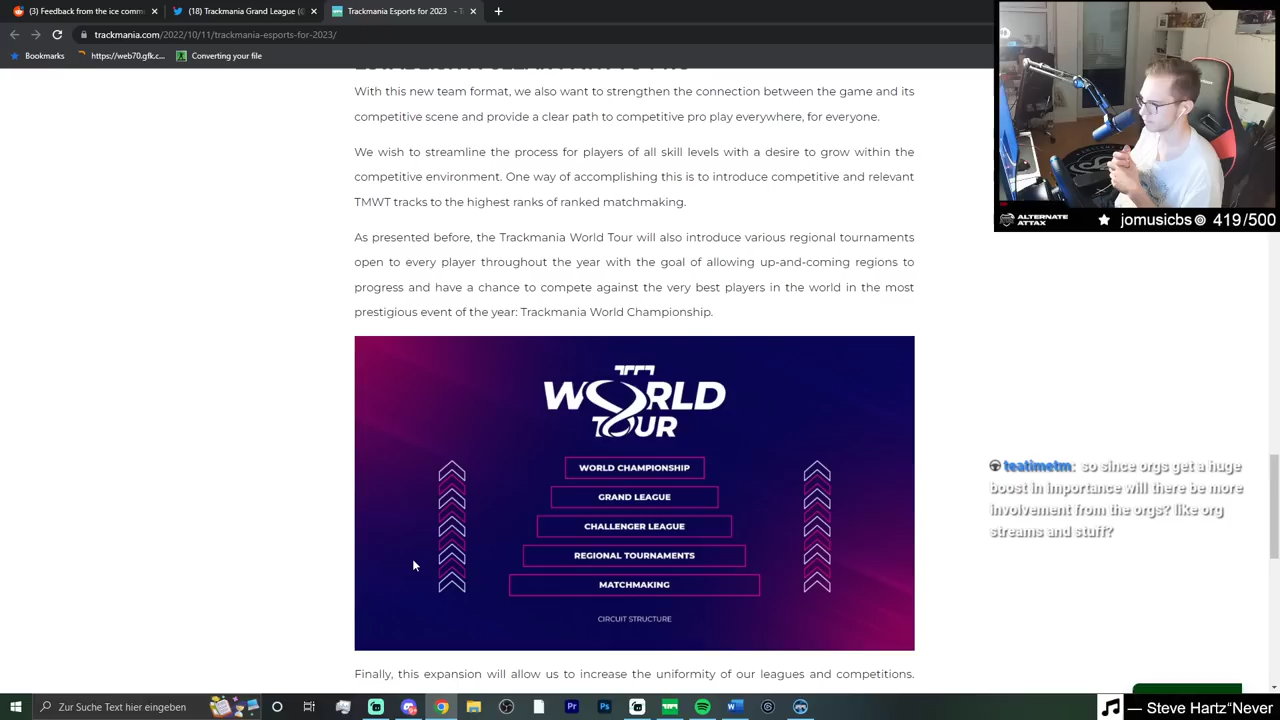 (3) Feedback from the ice comm
(18) Trackmania Grand League
Trackmania Esports for 2023 - T
trackmania.com/2022/10/11/trackmania-esports-for-2023/
Bookmarks
https://web70.gfk.c...
Converting your file
With this new team format, we also want to strengthen the connection between the game and its
competitive scene and provide a clear path to competitive pro play everywhere, for everyone.
We wish to streamline the process for players of all skill levels with a desire to grow within the
competitive environment. One way of accomplishing this is to introduce competitive and relevant
TMWT tracks to the highest ranks of ranked matchmaking.
As presented before, the Trackmania World Tour will also introduce various regional tournaments
open to every player throughout the year with the goal of allowing up-and-coming regions to
progress and have a chance to compete against the very best players in the world in the most
prestigious event of the year: Trackmania World Championship.
WORLD
TOUR
WORLD CHAMPIONSHIP
GRAND LEAGUE
CHALLENGER LEAGUE
REGIONAL TOURNAMENTS
MATCHMAKING
CIRCUIT STRUCTURE
Finally, this expansion will allow us to increase the uniformity of our leagues and competitions.
ALTERNATE
ATTAX
jomusicbs
419/500
teatimetm: so since orgs get a huge
boost in importance will there be more
involvement from the orgs? like org
streams and stuff?
Zur Suche Text hier eingeben
— Steve Hartz"Never